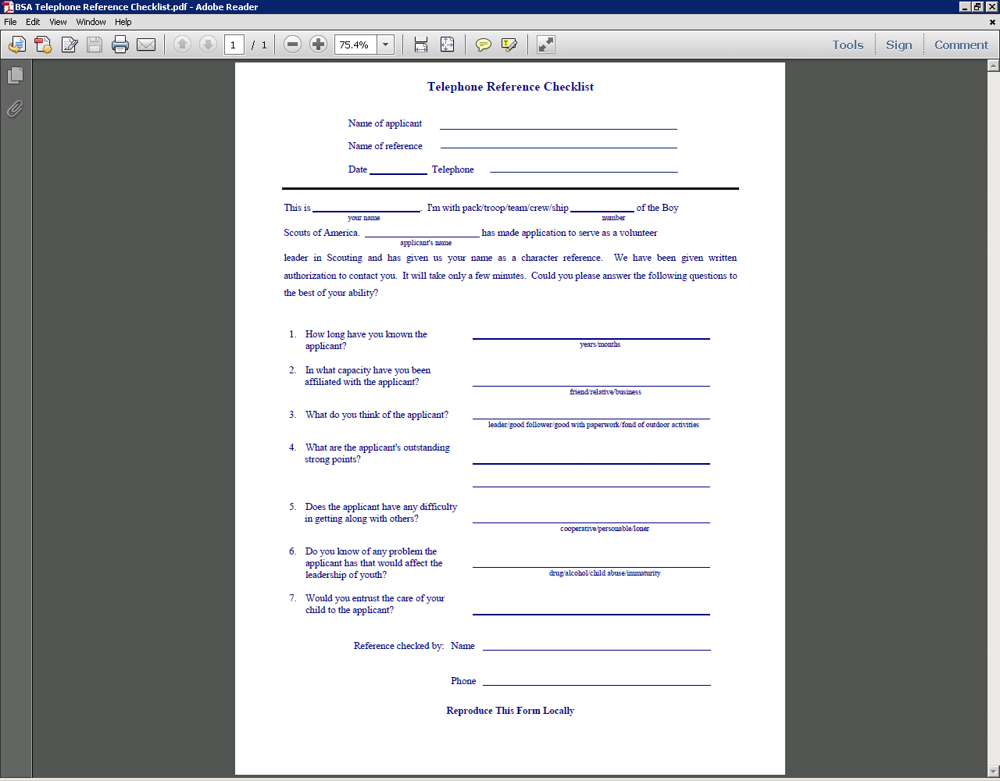 BSA Telephone Reference Checklist.pdf - Adobe Reader
File Edit View Window Help
1 / 1 75.4% Tools Sign Comment
Telephone Reference Checklist
Name of applicant
Name of reference
Date Telephone
This is . I'm with pack/troop/team/crew/ship of the Boy
your name number
Scouts of America. has made application to serve as a volunteer
applicant's name
leader in Scouting and has given us your name as a character reference. We have been given written
authorization to contact you. It will take only a few minutes. Could you please answer the following questions to
the best of your ability?
1. How long have you known the
applicant?
years/months
2. In what capacity have you been
affiliated with the applicant?
friend/relative/business
3. What do you think of the applicant?
leader/good follower/good with paperwork/fond of outdoor activities
4. What are the applicant's outstanding
strong points?
5. Does the applicant have any difficulty
in getting along with others?
cooperative/personable/loner
6. Do you know of any problem the
applicant has that would affect the
leadership of youth?
drug/alcohol/child abuse/immaturity
7. Would you entrust the care of your
child to the applicant?
Reference checked by: Name
Phone
Reproduce This Form Locally